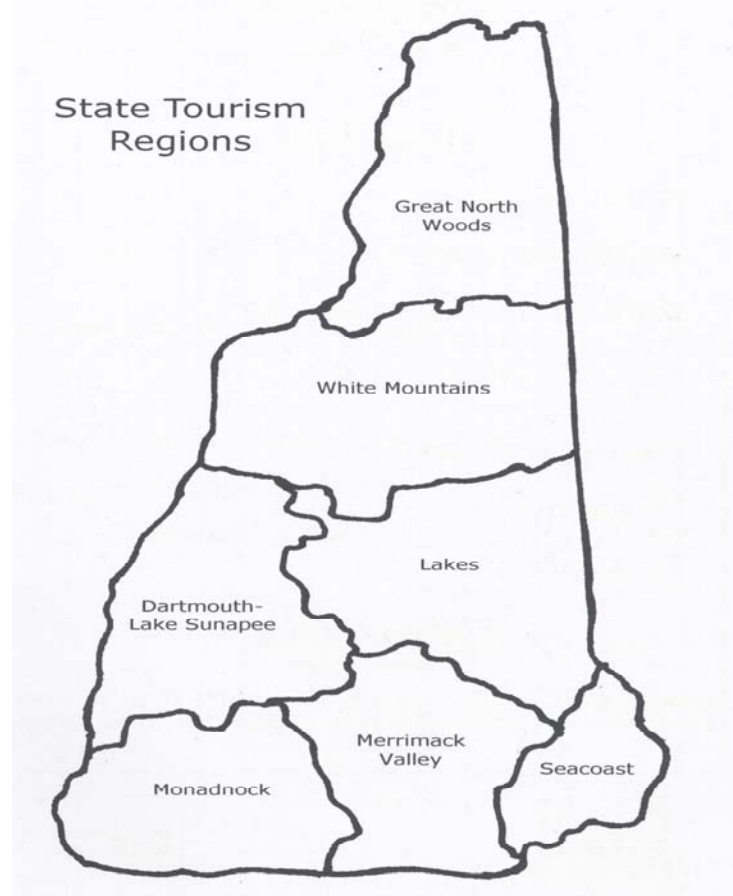 State Tourism
Regions
Great North
Woods
White Mountains
Lakes
Dartmouth-
Lake Sunapee
Merrimack
Valley
Seacoast
Monadnock